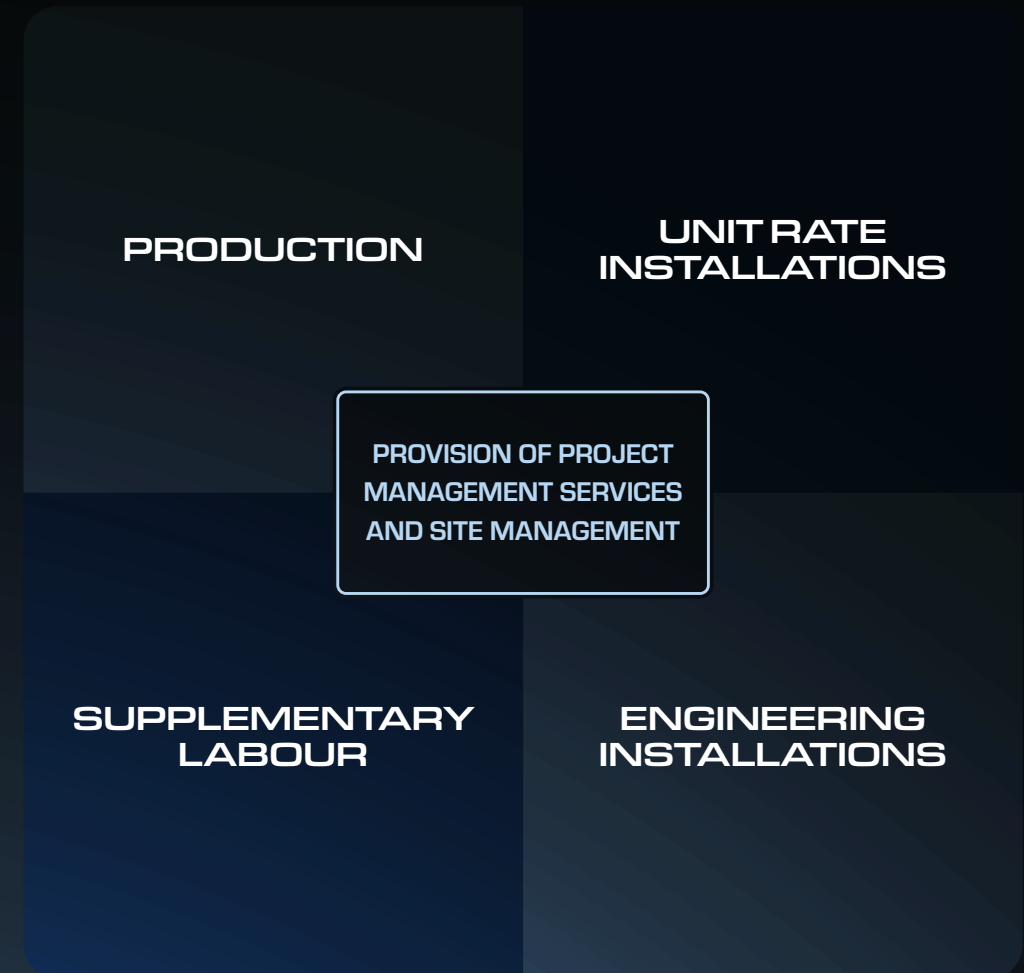 PRODUCTION
UNIT RATE
INSTALLATIONS
PROVISION OF PROJECT
MANAGEMENT SERVICES
AND SITE MANAGEMENT
SUPPLEMENTARY
LABOUR
ENGINEERING
INSTALLATIONS